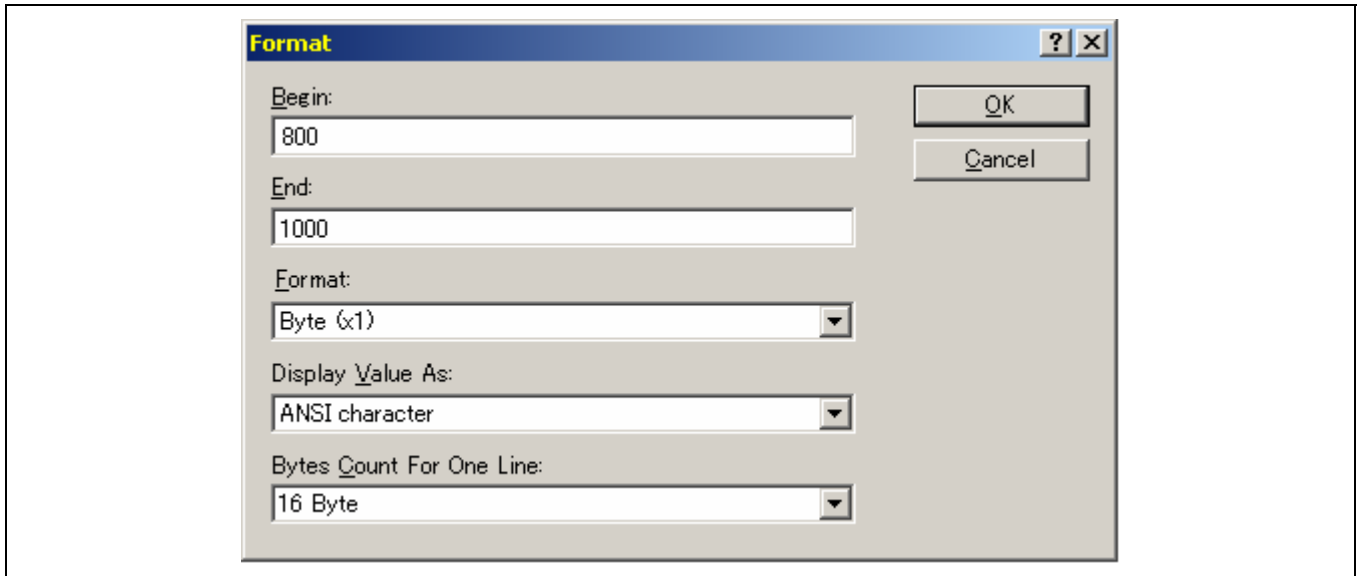 Format
Begin:
800
OK
Cancel
End:
1000
Format:
Byte (x1)
Display Value As:
ANSI character
Bytes Count For One Line:
16 Byte